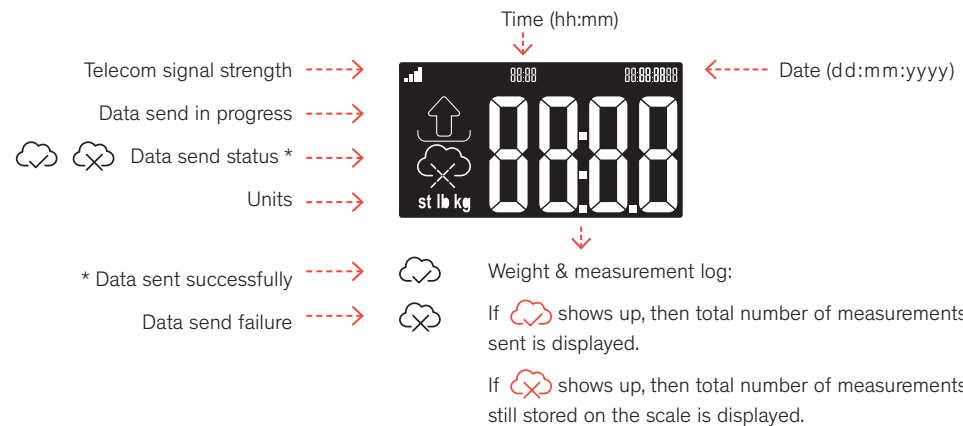 Time (hh:mm)
Telecom signal strength
88:88
88:88:8888
Date (dd:mm:yyyy)
Data send in progress
88:8.8
Data send status *
Units
st lb kg
* Data sent successfully
Weight & measurement log:
Data send failure
If shows up, then total number of measurements
sent is displayed.
If shows up, then total number of measurements
still stored on the scale is displayed.